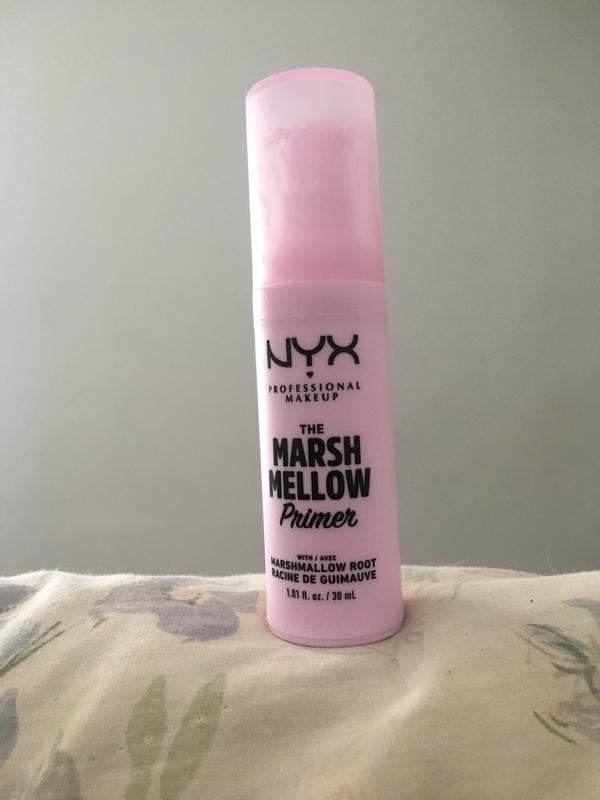 NYX
PROFESSIONAL
MAKEUP
THE
MARSH
MELLOW
Primer
WITH / AVEC
MARSHMALLOW ROOT
RACINE DE GUIMAUVE
1.01 fl. oz. / 30 mL